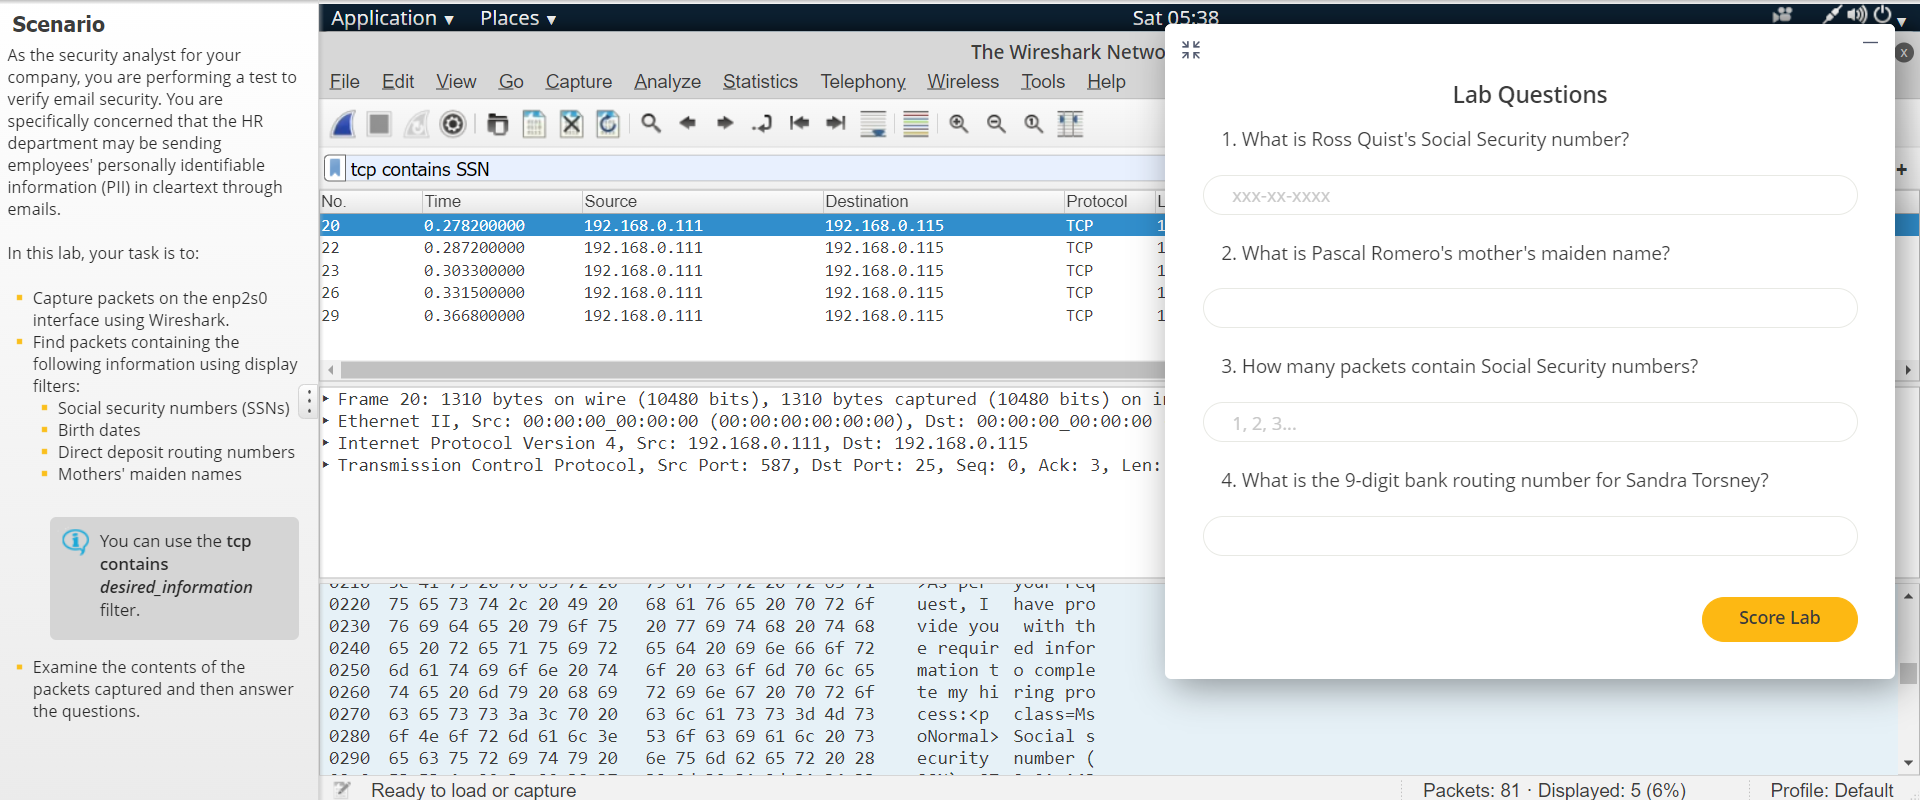 Scenario
As the security analyst for your
company, you are performing a test to
verify email security. You are
specifically concerned that the HR
department may be sending
employees' personally identifiable
information (PII) in cleartext through
emails.
In this lab, your task is to:
Capture packets on the enp2s0
interface using Wireshark.
Find packets containing the
following information using display
filters:
Social security numbers (SSNs)
Birth dates
Direct deposit routing numbers
Mothers' maiden names
You can use the tcp
contains
desired_information
filter.
Examine the contents of the
packets captured and then answer
the questions.
Application ▾ Places ▾ Sat 05:38
The Wireshark Netwo
File Edit View Go Capture Analyze Statistics Telephony Wireless Tools Help
tcp contains SSN
No. Time Source Destination Protocol L
20 0.278200000 192.168.0.111 192.168.0.115 TCP 1
22 0.287200000 192.168.0.111 192.168.0.115 TCP 1
23 0.303300000 192.168.0.111 192.168.0.115 TCP 1
26 0.331500000 192.168.0.111 192.168.0.115 TCP 1
29 0.366800000 192.168.0.111 192.168.0.115 TCP 1
Frame 20: 1310 bytes on wire (10480 bits), 1310 bytes captured (10480 bits) on i
Ethernet II, Src: 00:00:00_00:00:00 (00:00:00:00:00:00), Dst: 00:00:00_00:00:00
Internet Protocol Version 4, Src: 192.168.0.111, Dst: 192.168.0.115
Transmission Control Protocol, Src Port: 587, Dst Port: 25, Seq: 0, Ack: 3, Len:
0220 75 65 73 74 2c 20 49 20 68 61 76 65 20 70 72 6f uest, I have pro
0230 76 69 64 65 20 79 6f 75 20 77 69 74 68 20 74 68 vide you with th
0240 65 20 72 65 71 75 69 72 65 64 20 69 6e 66 6f 72 e requir ed infor
0250 6d 61 74 69 6f 6e 20 74 6f 20 63 6f 6d 70 6c 65 mation t o comple
0260 74 65 20 6d 79 20 68 69 72 69 6e 67 20 70 72 6f te my hi ring pro
0270 63 65 73 73 3a 3c 70 20 63 6c 61 73 73 3d 4d 73 cess:<p class=Ms
0280 6f 4e 6f 72 6d 61 6c 3e 53 6f 63 69 61 6c 20 73 oNormal> Social s
0290 65 63 75 72 69 74 79 20 6e 75 6d 62 65 72 20 28 ecurity number (
Ready to load or capture Packets: 81 · Displayed: 5 (6%) Profile: Default
Lab Questions
1. What is Ross Quist's Social Security number?
xxx-xx-xxxx
2. What is Pascal Romero's mother's maiden name?
3. How many packets contain Social Security numbers?
1, 2, 3...
4. What is the 9-digit bank routing number for Sandra Torsney?
Score Lab